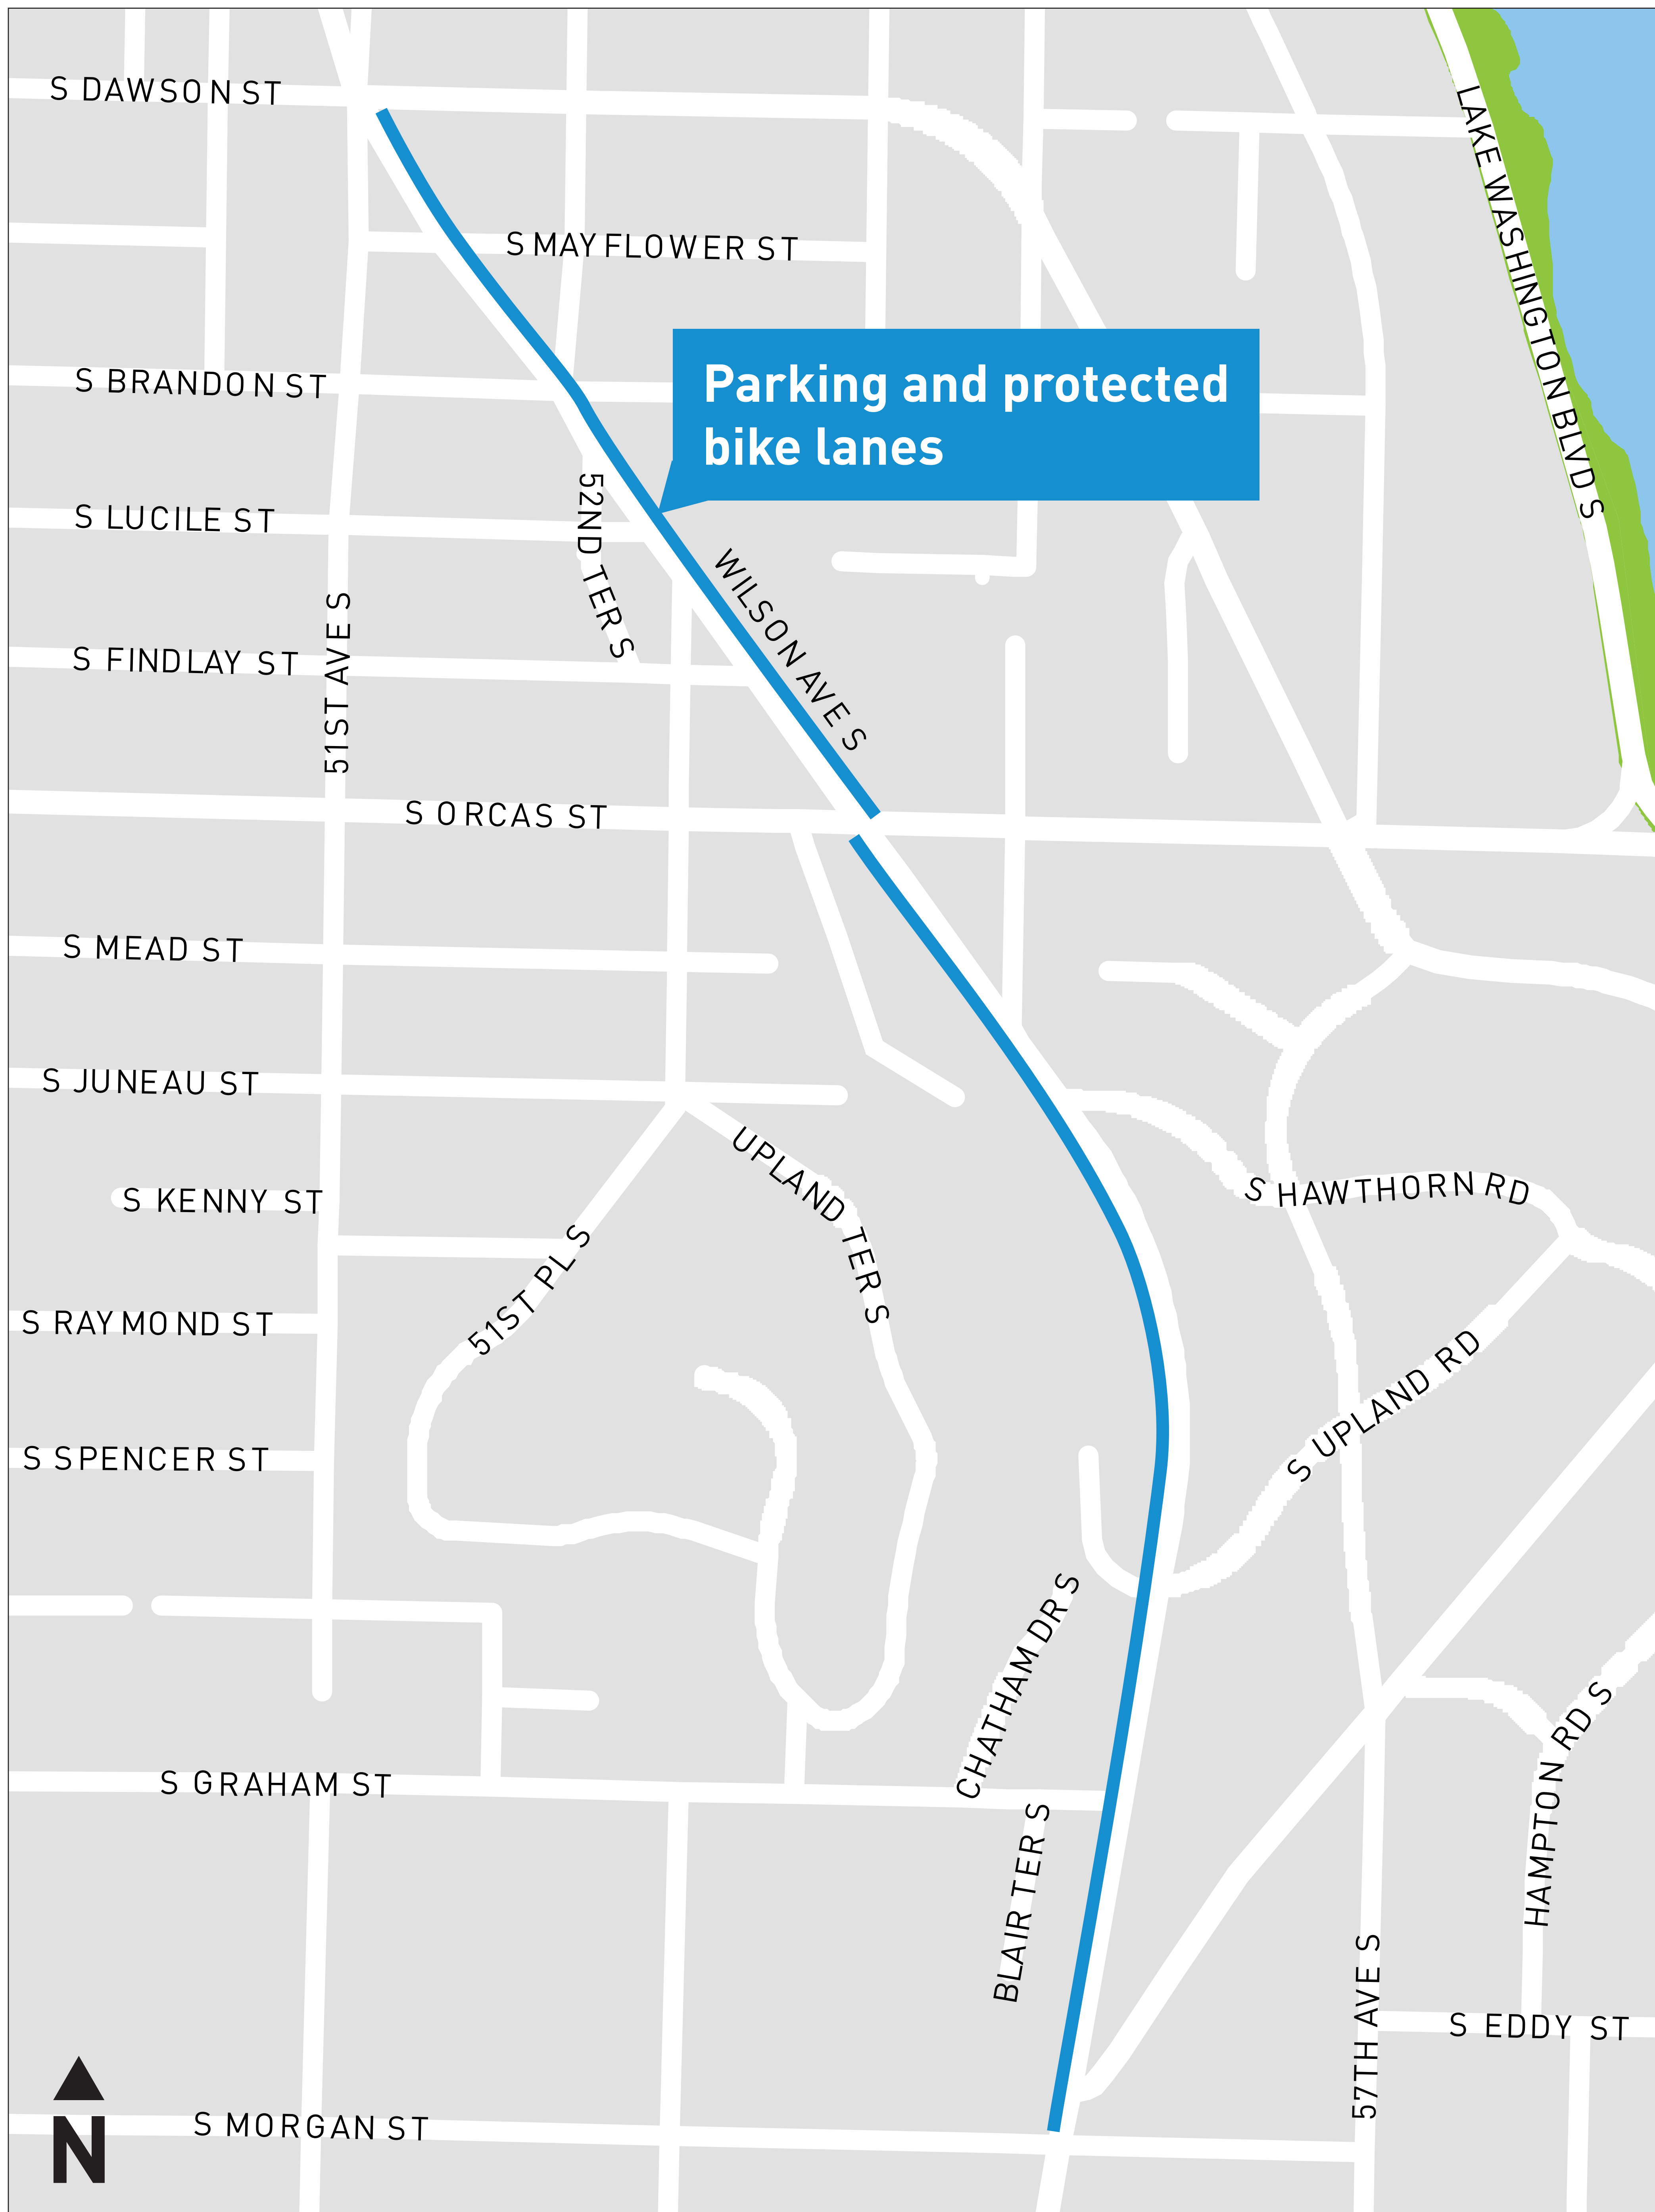 S DAWSON ST
LAKE WASHINGTON BLVD S
S MAYFLOWER ST
S BRANDON ST
Parking and protected
bike lanes
S LUCILE ST
52ND TER S
WILSON AVE S
51ST AVE S
S FINDLAY ST
S ORCAS ST
S MEAD ST
S JUNEAU ST
UPLAND TER S
S KENNY ST
S HAWTHORN RD
51ST PL S
S RAYMOND ST
S UPLAND RD
S SPENCER ST
CHATHAM DR S
HAMPTON RD S
S GRAHAM ST
BLAIR TER S
57TH AVE S
S EDDY ST
S MORGAN ST
N